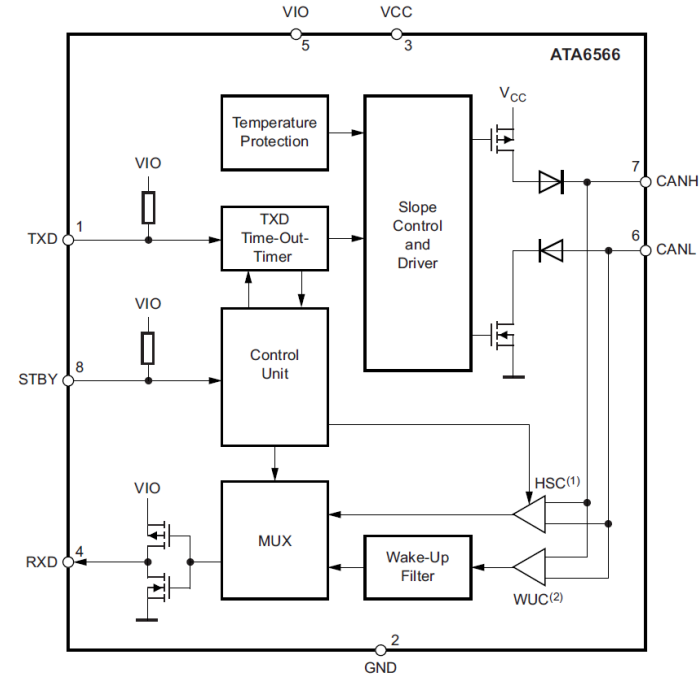 VIO
VCC
5
3
ATA6566
VCC
Temperature
Protection
VIO
7
CANH
TXD
1
TXD
Time-Out-
Timer
Slope
Control
and
Driver
6
CANL
VIO
STBY
8
Control
Unit
HSC(1)
VIO
MUX
RXD
4
Wake-Up
Filter
WUC(2)
2
GND